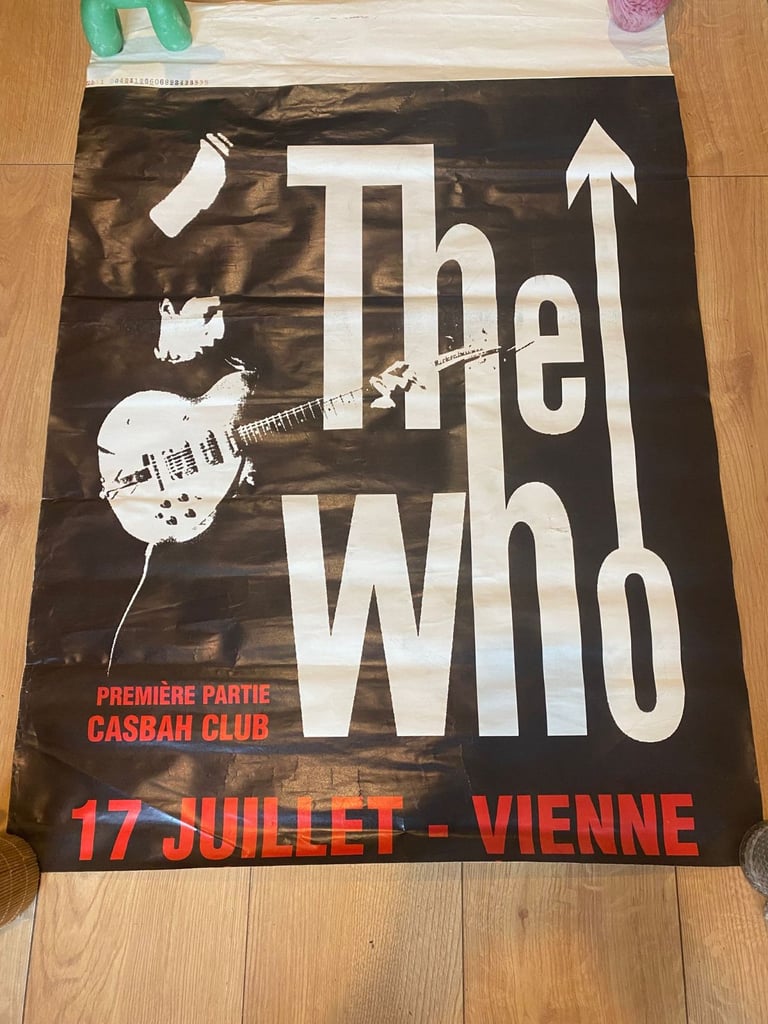 The
Who
PREMIÈRE PARTIE
CASBAH CLUB
17 JUILLET - VIENNE